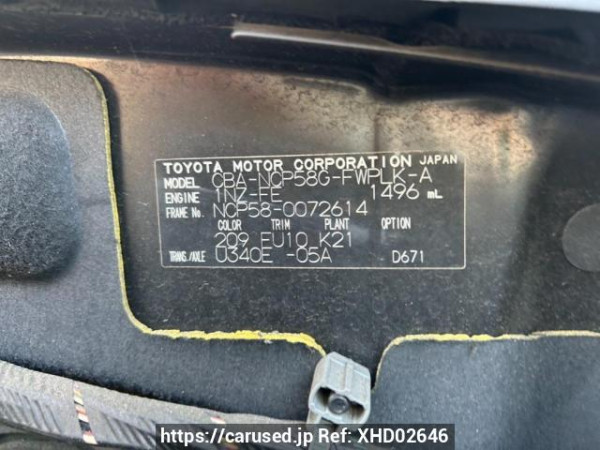 TOYOTA MOTOR CORPORATION JAPAN
MODEL CBA-NCP58G-FWPLK-A
ENGINE 1NZ-FE 1496 mL
FRAME No. NCP58-0072614
COLOR TRIM PLANT OPTION
209 EU10 K21
TRANS./AXLE U340E -05A D671
https://carused.jp Ref: XHD02646